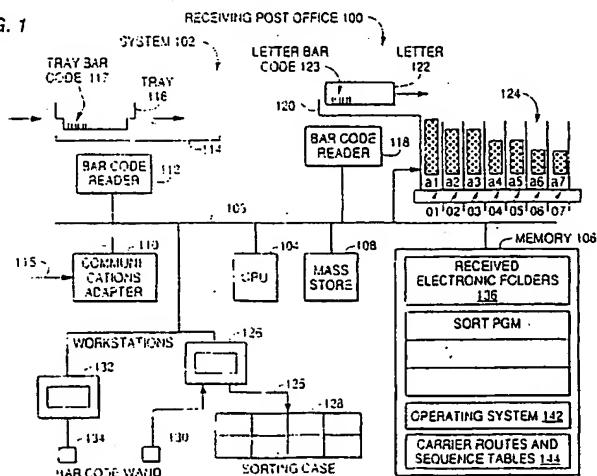 FIG. 1
RECEIVING POST OFFICE 100
SYSTEM 102
TRAY BAR CODE 117
TRAY 116
LETTER BAR CODE 123
LETTER 122
120
124
114
BAR CODE READER 112
BAR CODE READER 118
a1 a2 a3 a4 a5 a6 a7
01 02 03 04 05 06 07
105
MEMORY 106
115
COMMUNI CATIONS ADAPTER 110
CPU 104
MASS STORE 108
RECEIVED ELECTRONIC FOLDERS 136
SORT PGM
WORKSTATIONS
126
132
125
128
OPERATING SYSTEM 142
CARRIER ROUTES AND SEQUENCE TABLES 144
134
130
BAR CODE WAND
SORTING CASE